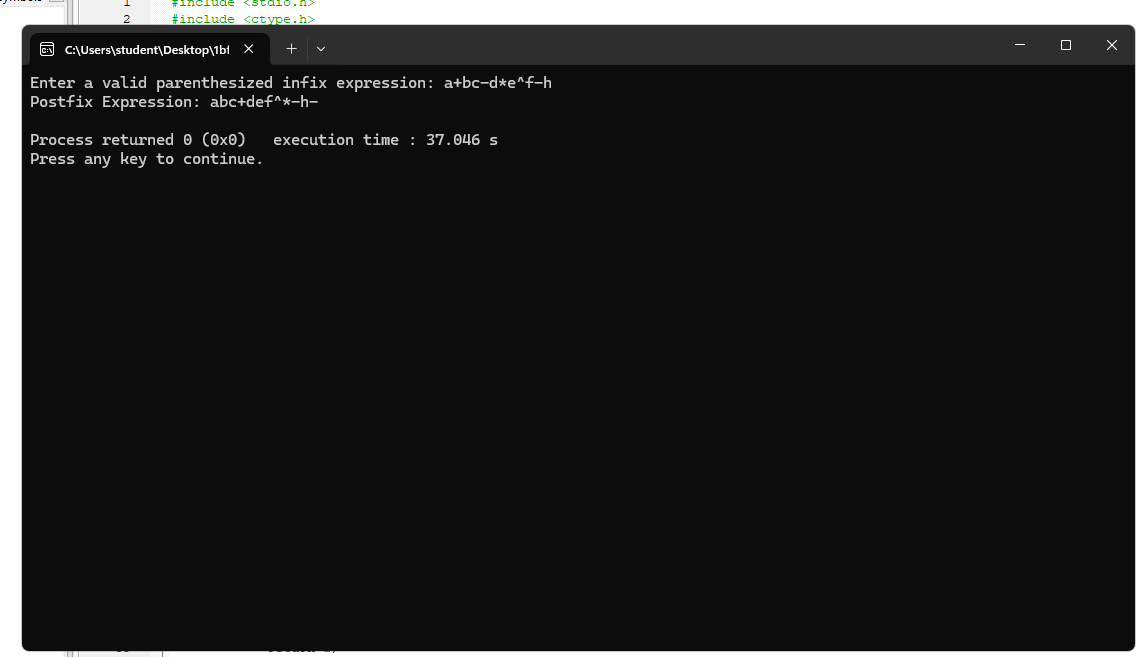 1 #include <stdio.h>
2 #include <ctype.h>
C:\Users\student\Desktop\1bf
Enter a valid parenthesized infix expression: a+bc-d*e^f-h
Postfix Expression: abc+def^*-h-
Process returned 0 (0x0)   execution time : 37.046 s
Press any key to continue.